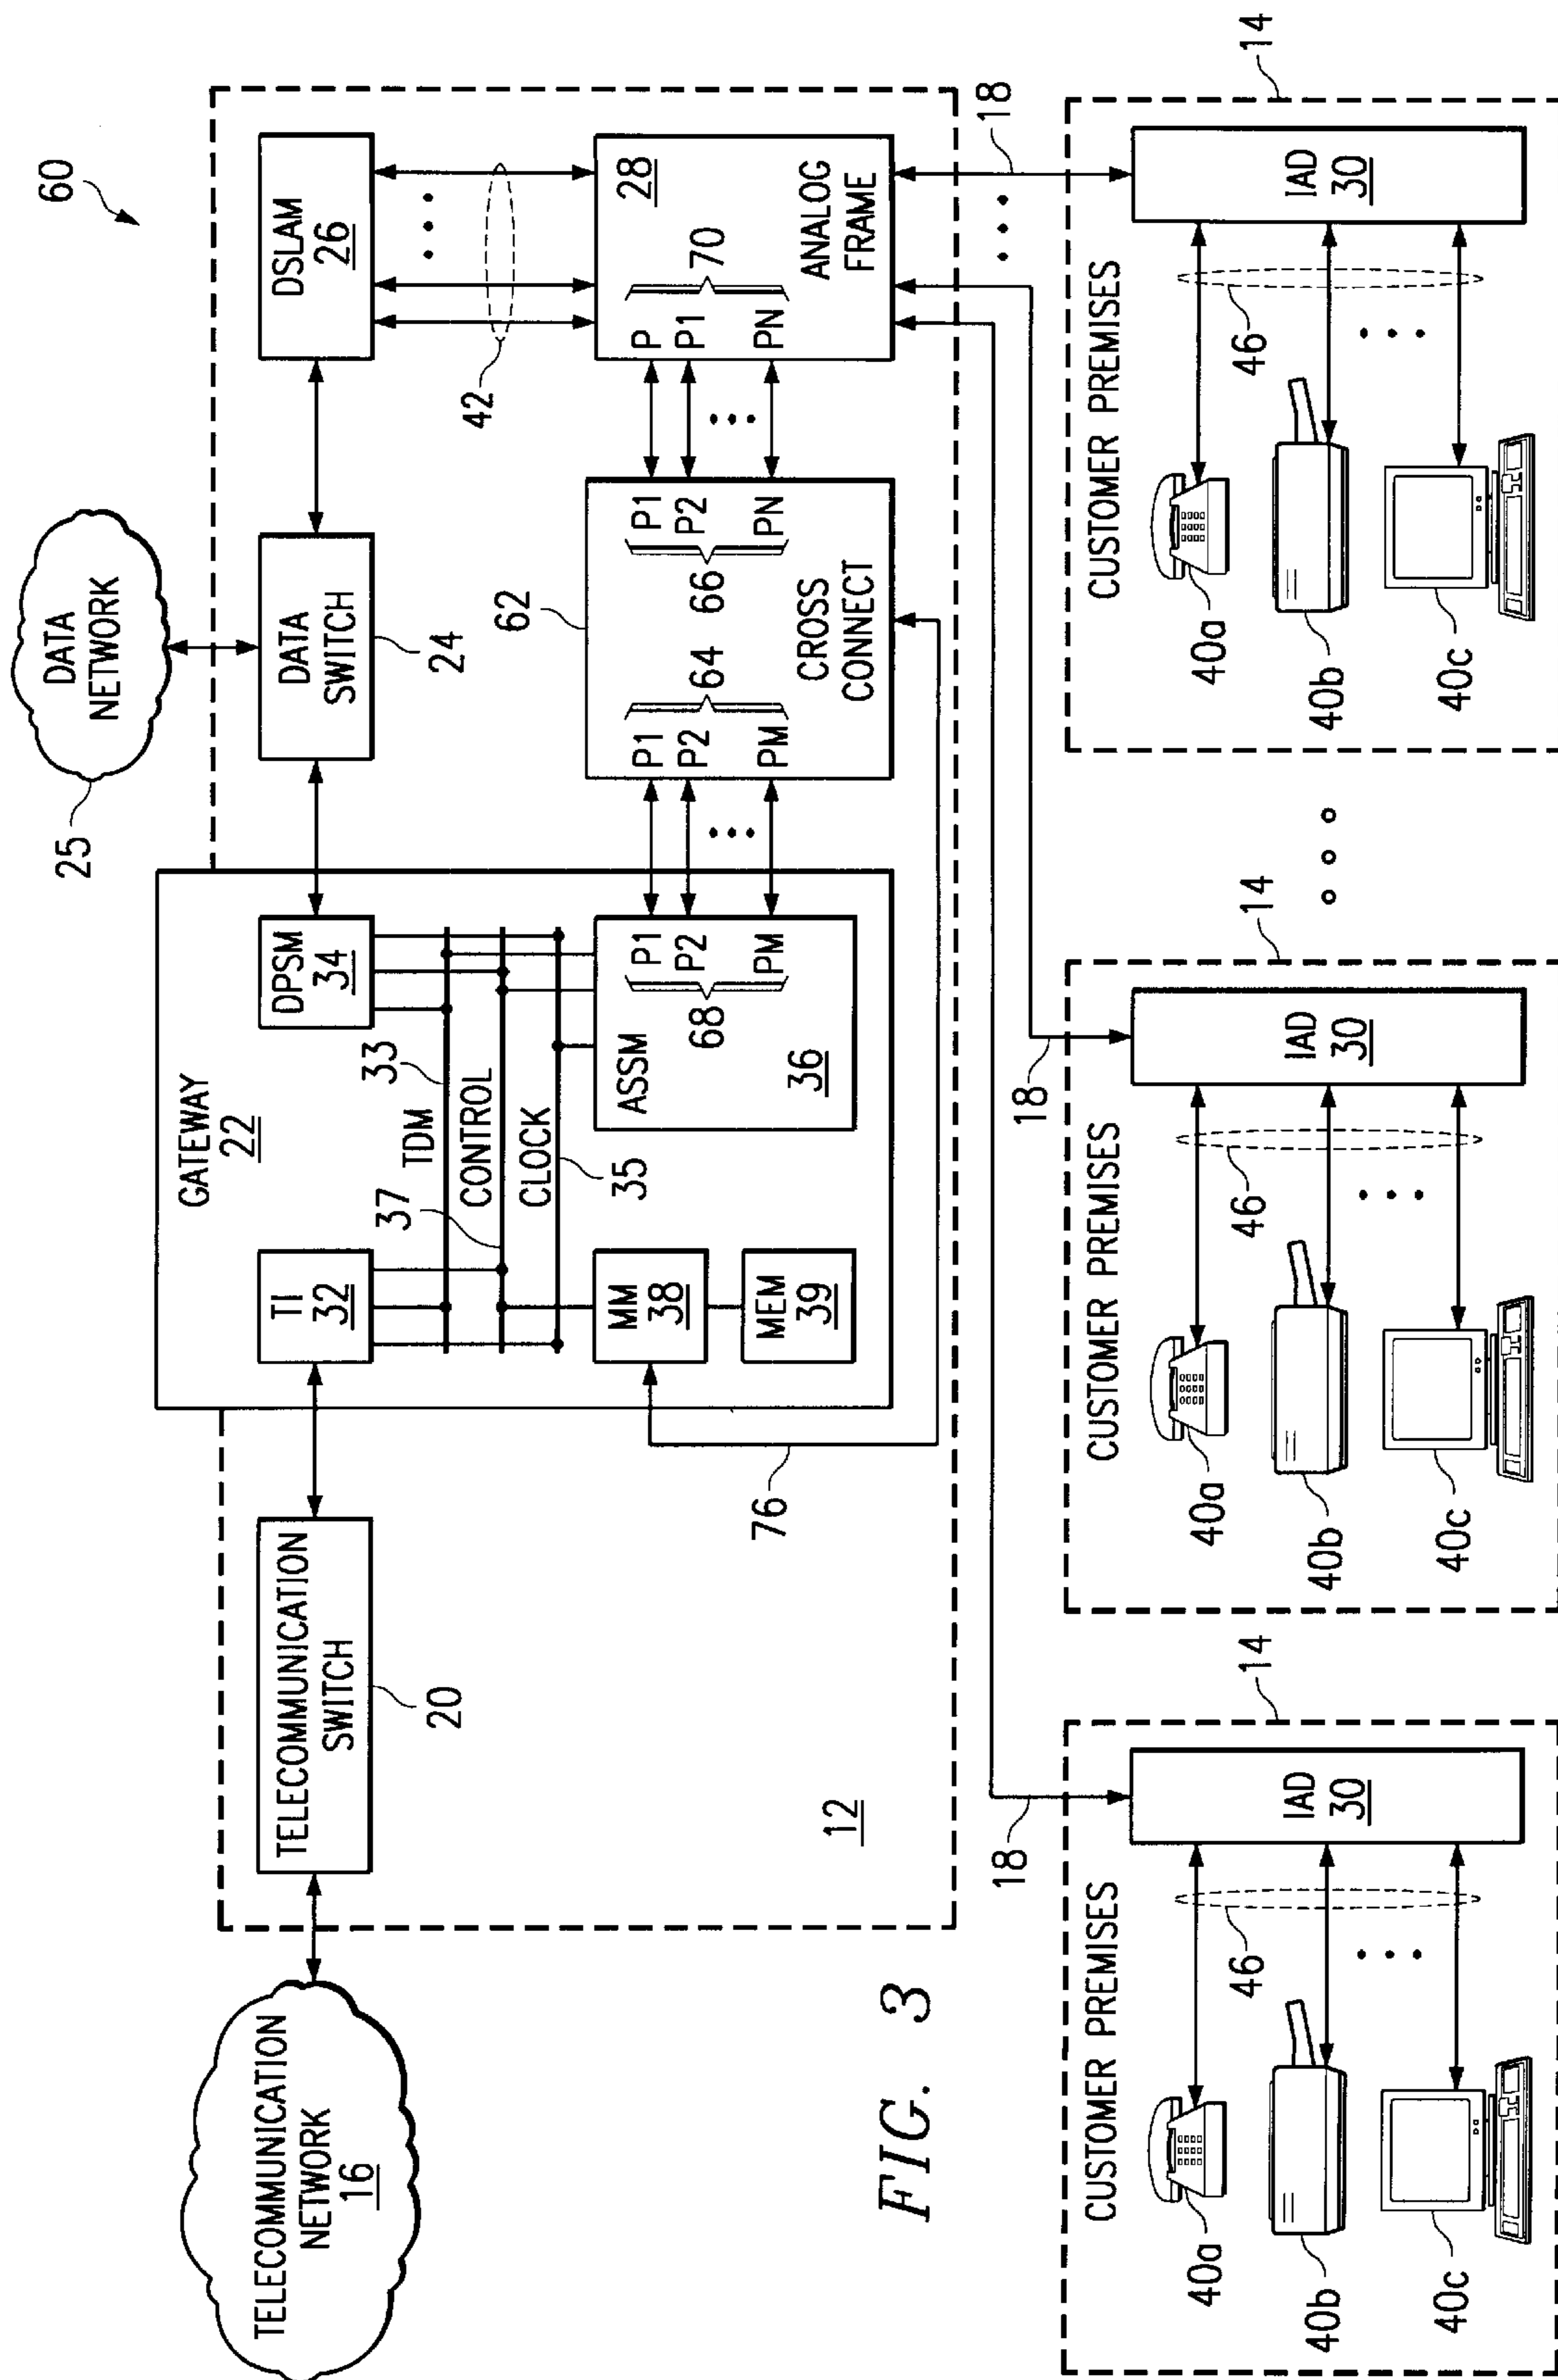 60
DATA
NETWORK
25
TELECOMMUNICATION
NETWORK
16
TELECOMMUNICATION
SWITCH
20
GATEWAY
22
TI
32
DPSM
34
33
TDM
37
CONTROL
CLOCK
35
MM
38
MEM
39
ASSM
36
P1
P2
PM
68
DATA
SWITCH
24
DSLAM
26
42
62
P1
P2
PM
64
66
P1
P2
PN
CROSS
CONNECT
P
P1
PN
70
28
ANALOG
FRAME
76
12
FIG. 3
18
18
18
14
CUSTOMER PREMISES
40a
40b
40c
46
IAD
30
14
CUSTOMER PREMISES
40a
40b
40c
46
IAD
30
14
CUSTOMER PREMISES
40a
40b
40c
46
IAD
30